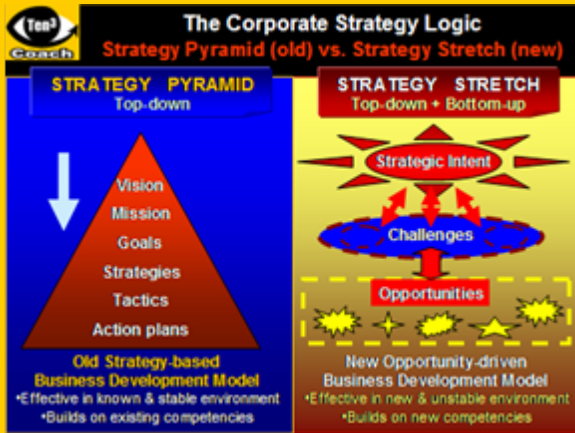 Ten³
Coach
The Corporate Strategy Logic
Strategy Pyramid (old) vs. Strategy Stretch (new)
STRATEGY PYRAMID
Top-down
Vision
Mission
Goals
Strategies
Tactics
Action plans
Old Strategy-based
Business Development Model
•Effective in known & stable environment
•Builds on existing competencies
STRATEGY STRETCH
Top-down + Bottom-up
Strategic Intent
Challenges
Opportunities
New Opportunity-driven
Business Development Model
•Effective in new & unstable environment
•Builds on new competencies